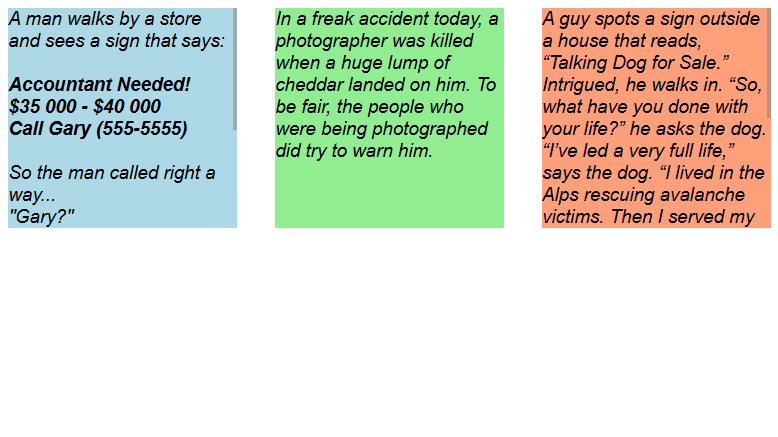 A man walks by a store
and sees a sign that says:
Accountant Needed!
$35 000 - $40 000
Call Gary (555-5555)
So the man called right a
way...
"Gary?"
In a freak accident today, a
photographer was killed
when a huge lump of
cheddar landed on him. To
be fair, the people who
were being photographed
did try to warn him.
A guy spots a sign outside
a house that reads,
“Talking Dog for Sale.”
Intrigued, he walks in. “So,
what have you done with
your life?” he asks the dog.
“I’ve led a very full life,”
says the dog. “I lived in the
Alps rescuing avalanche
victims. Then I served my